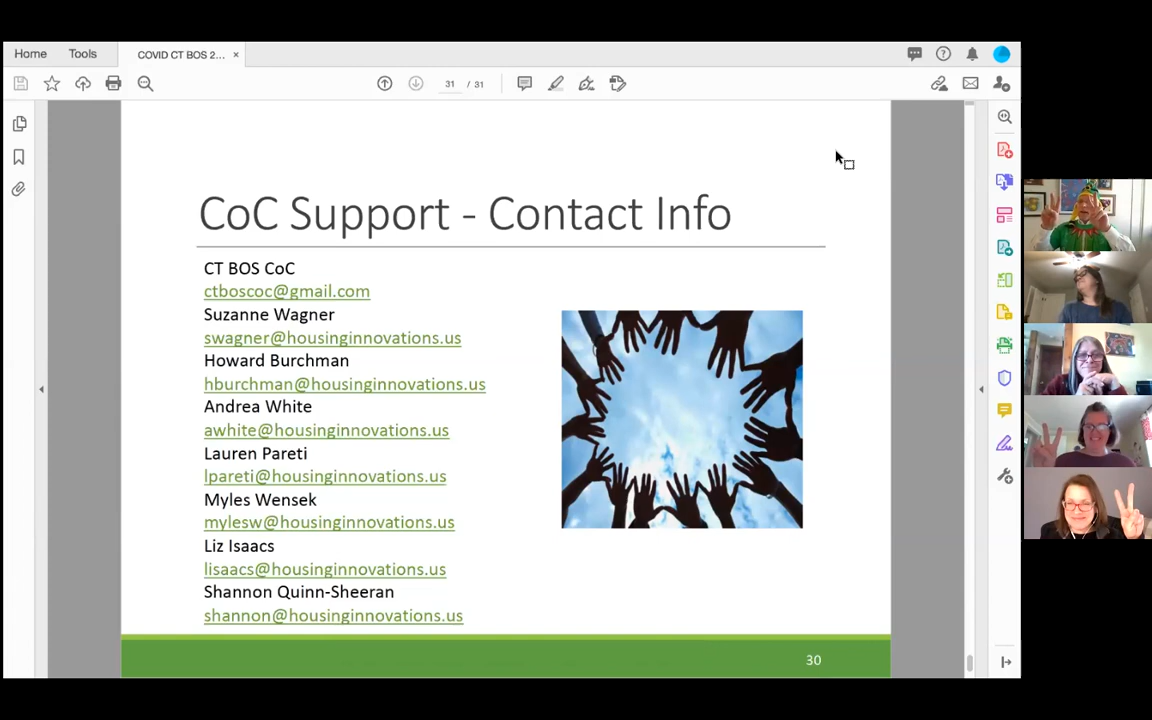 Home Tools COVID CT BOS 2... ×
31 / 31
CoC Support - Contact Info
CT BOS CoC
ctboscoc@gmail.com
Suzanne Wagner
swagner@housinginnovations.us
Howard Burchman
hburchman@housinginnovations.us
Andrea White
awhite@housinginnovations.us
Lauren Pareti
lpareti@housinginnovations.us
Myles Wensek
mylesw@housinginnovations.us
Liz Isaacs
lisaacs@housinginnovations.us
Shannon Quinn-Sheeran
shannon@housinginnovations.us
30